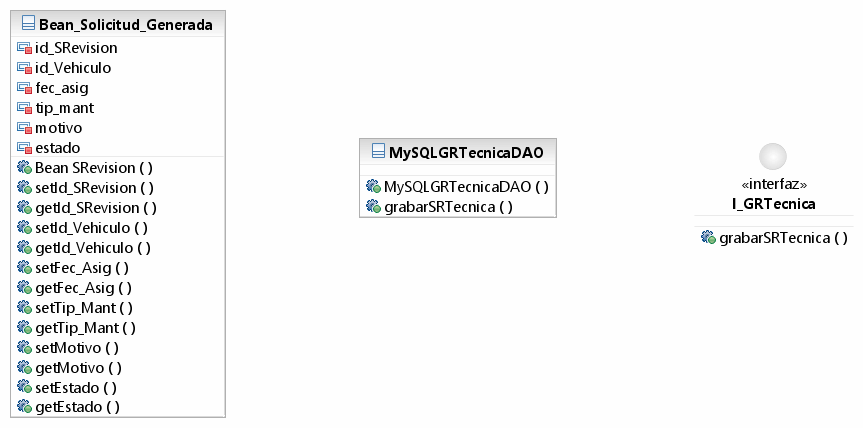 Bean_Solicitud_Generada
id_SRevision
id_Vehiculo
fec_asig
tip_mant
motivo
estado
Bean SRevision ( )
setId_SRevision ( )
getId_SRevision ( )
setId_Vehiculo ( )
getId_Vehiculo ( )
setFec_Asig ( )
getFec_Asig ( )
setTip_Mant ( )
getTip_Mant ( )
setMotivo ( )
getMotivo ( )
setEstado ( )
getEstado ( )
MySQLGRTecnicaDAO
MySQLGRTecnicaDAO ( )
grabarSRTecnica ( )
«interfaz»
I_GRTecnica
grabarSRTecnica ( )